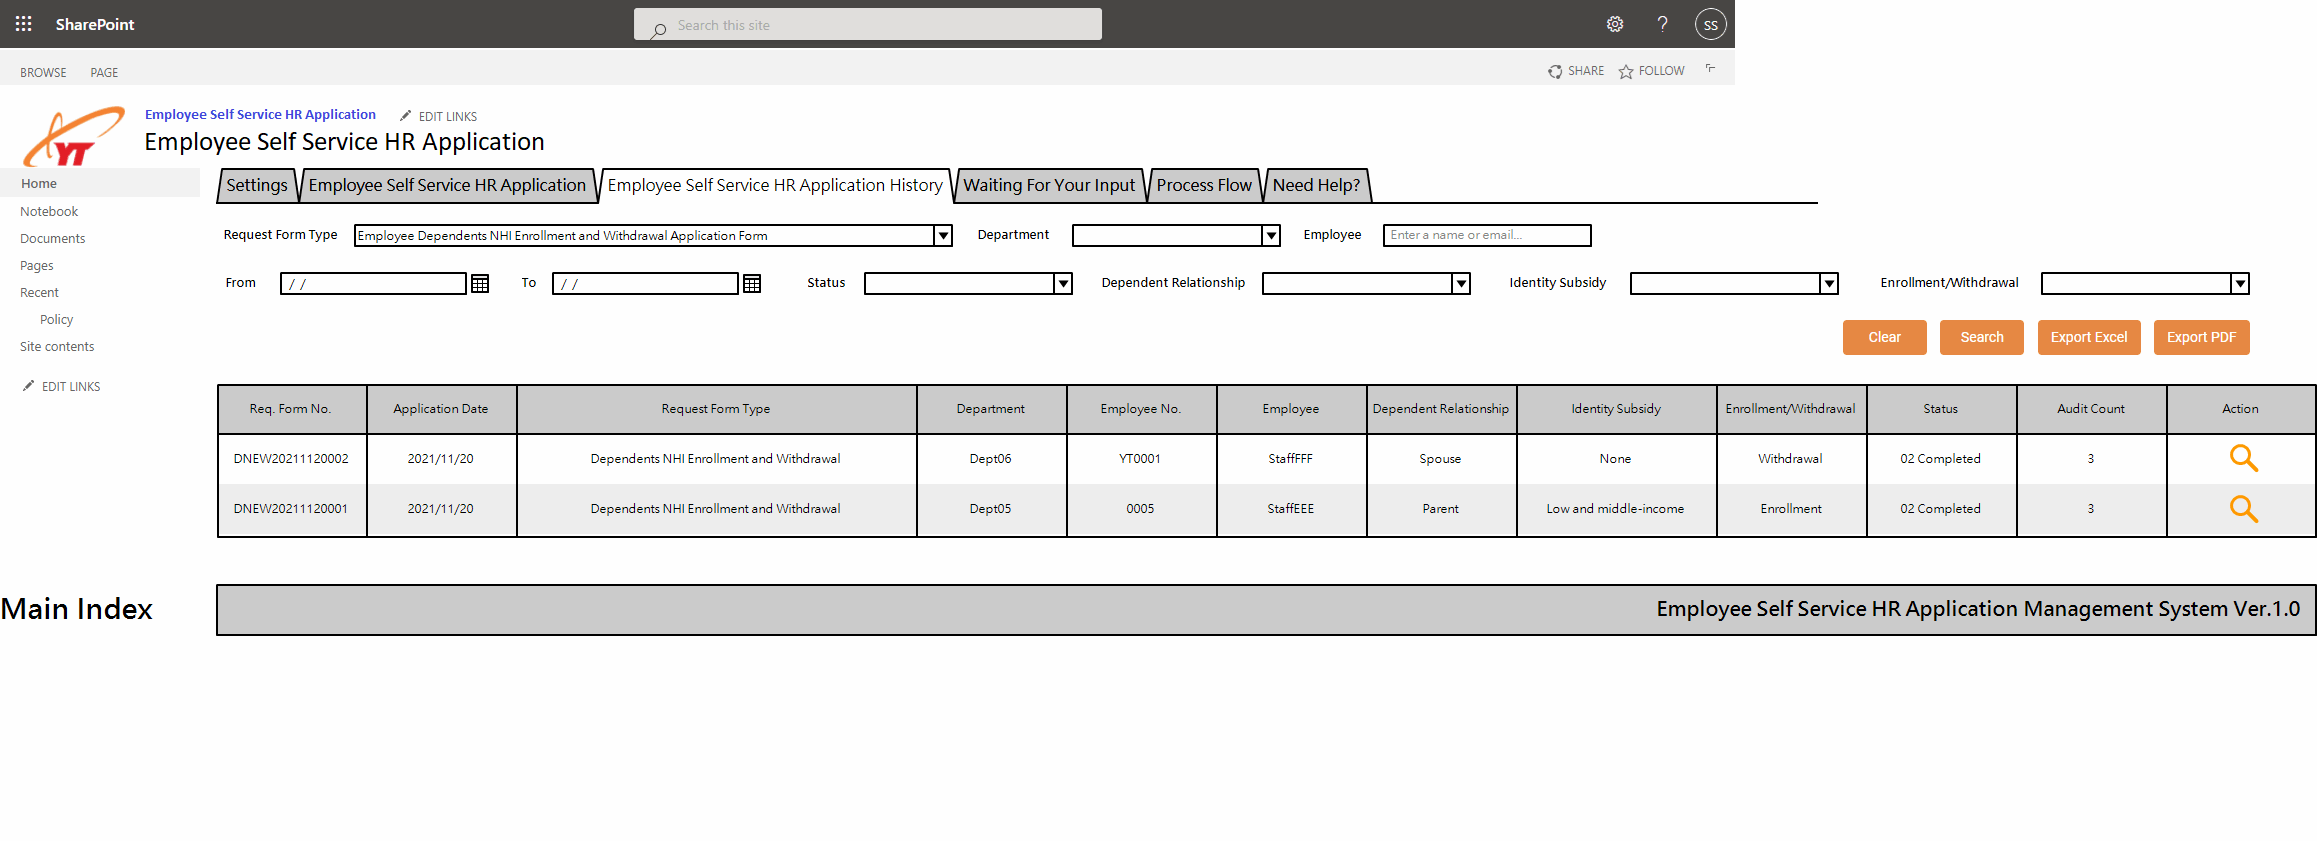 SharePoint
Search this site
?
SS
BROWSE PAGE
SHARE FOLLOW
YT
Employee Self Service HR Application
EDIT LINKS
Employee Self Service HR Application
Home
Notebook
Documents
Pages
Recent
Policy
Site contents
EDIT LINKS
Settings Employee Self Service HR Application Employee Self Service HR Application History Waiting For Your Input Process Flow Need Help?
Request Form Type Employee Dependents NHI Enrollment and Withdrawal Application Form Department Employee Enter a name or email...
From / / To / / Status Dependent Relationship Identity Subsidy Enrollment/Withdrawal
Clear Search Export Excel Export PDF
Req. Form No. Application Date Request Form Type Department Employee No. Employee Dependent Relationship Identity Subsidy Enrollment/Withdrawal Status Audit Count Action
DNEW20211120002 2021/11/20 Dependents NHI Enrollment and Withdrawal Dept06 YT0001 StaffFFF Spouse None Withdrawal 02 Completed 3
DNEW20211120001 2021/11/20 Dependents NHI Enrollment and Withdrawal Dept05 0005 StaffEEE Parent Low and middle-income Enrollment 02 Completed 3
Main Index
Employee Self Service HR Application Management System Ver.1.0